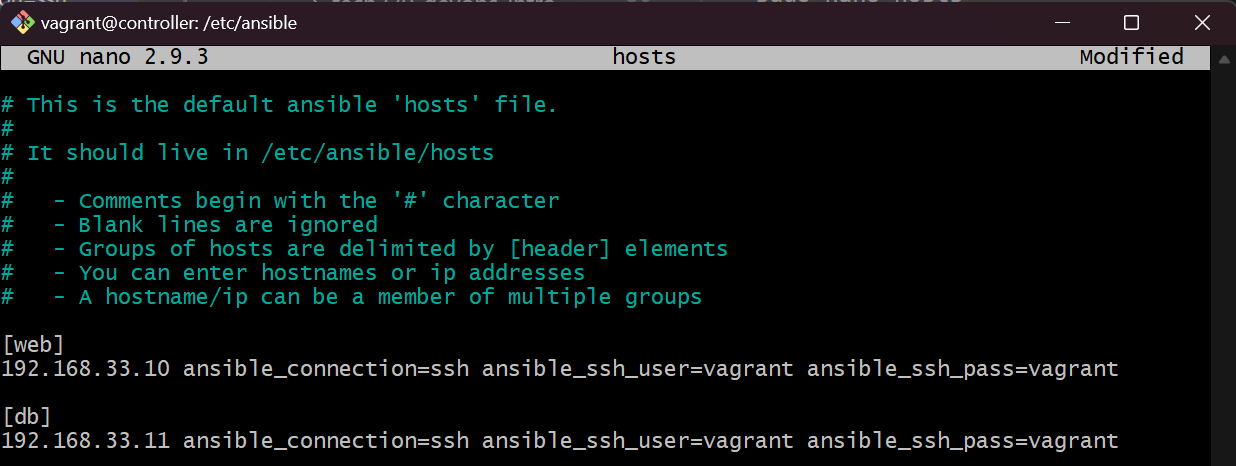 vagrant@controller: /etc/ansible
GNU nano 2.9.3 hosts Modified
# This is the default ansible 'hosts' file.
#
# It should live in /etc/ansible/hosts
#
#   - Comments begin with the '#' character
#   - Blank lines are ignored
#   - Groups of hosts are delimited by [header] elements
#   - You can enter hostnames or ip addresses
#   - A hostname/ip can be a member of multiple groups
[web]
192.168.33.10 ansible_connection=ssh ansible_ssh_user=vagrant ansible_ssh_pass=vagrant
[db]
192.168.33.11 ansible_connection=ssh ansible_ssh_user=vagrant ansible_ssh_pass=vagrant